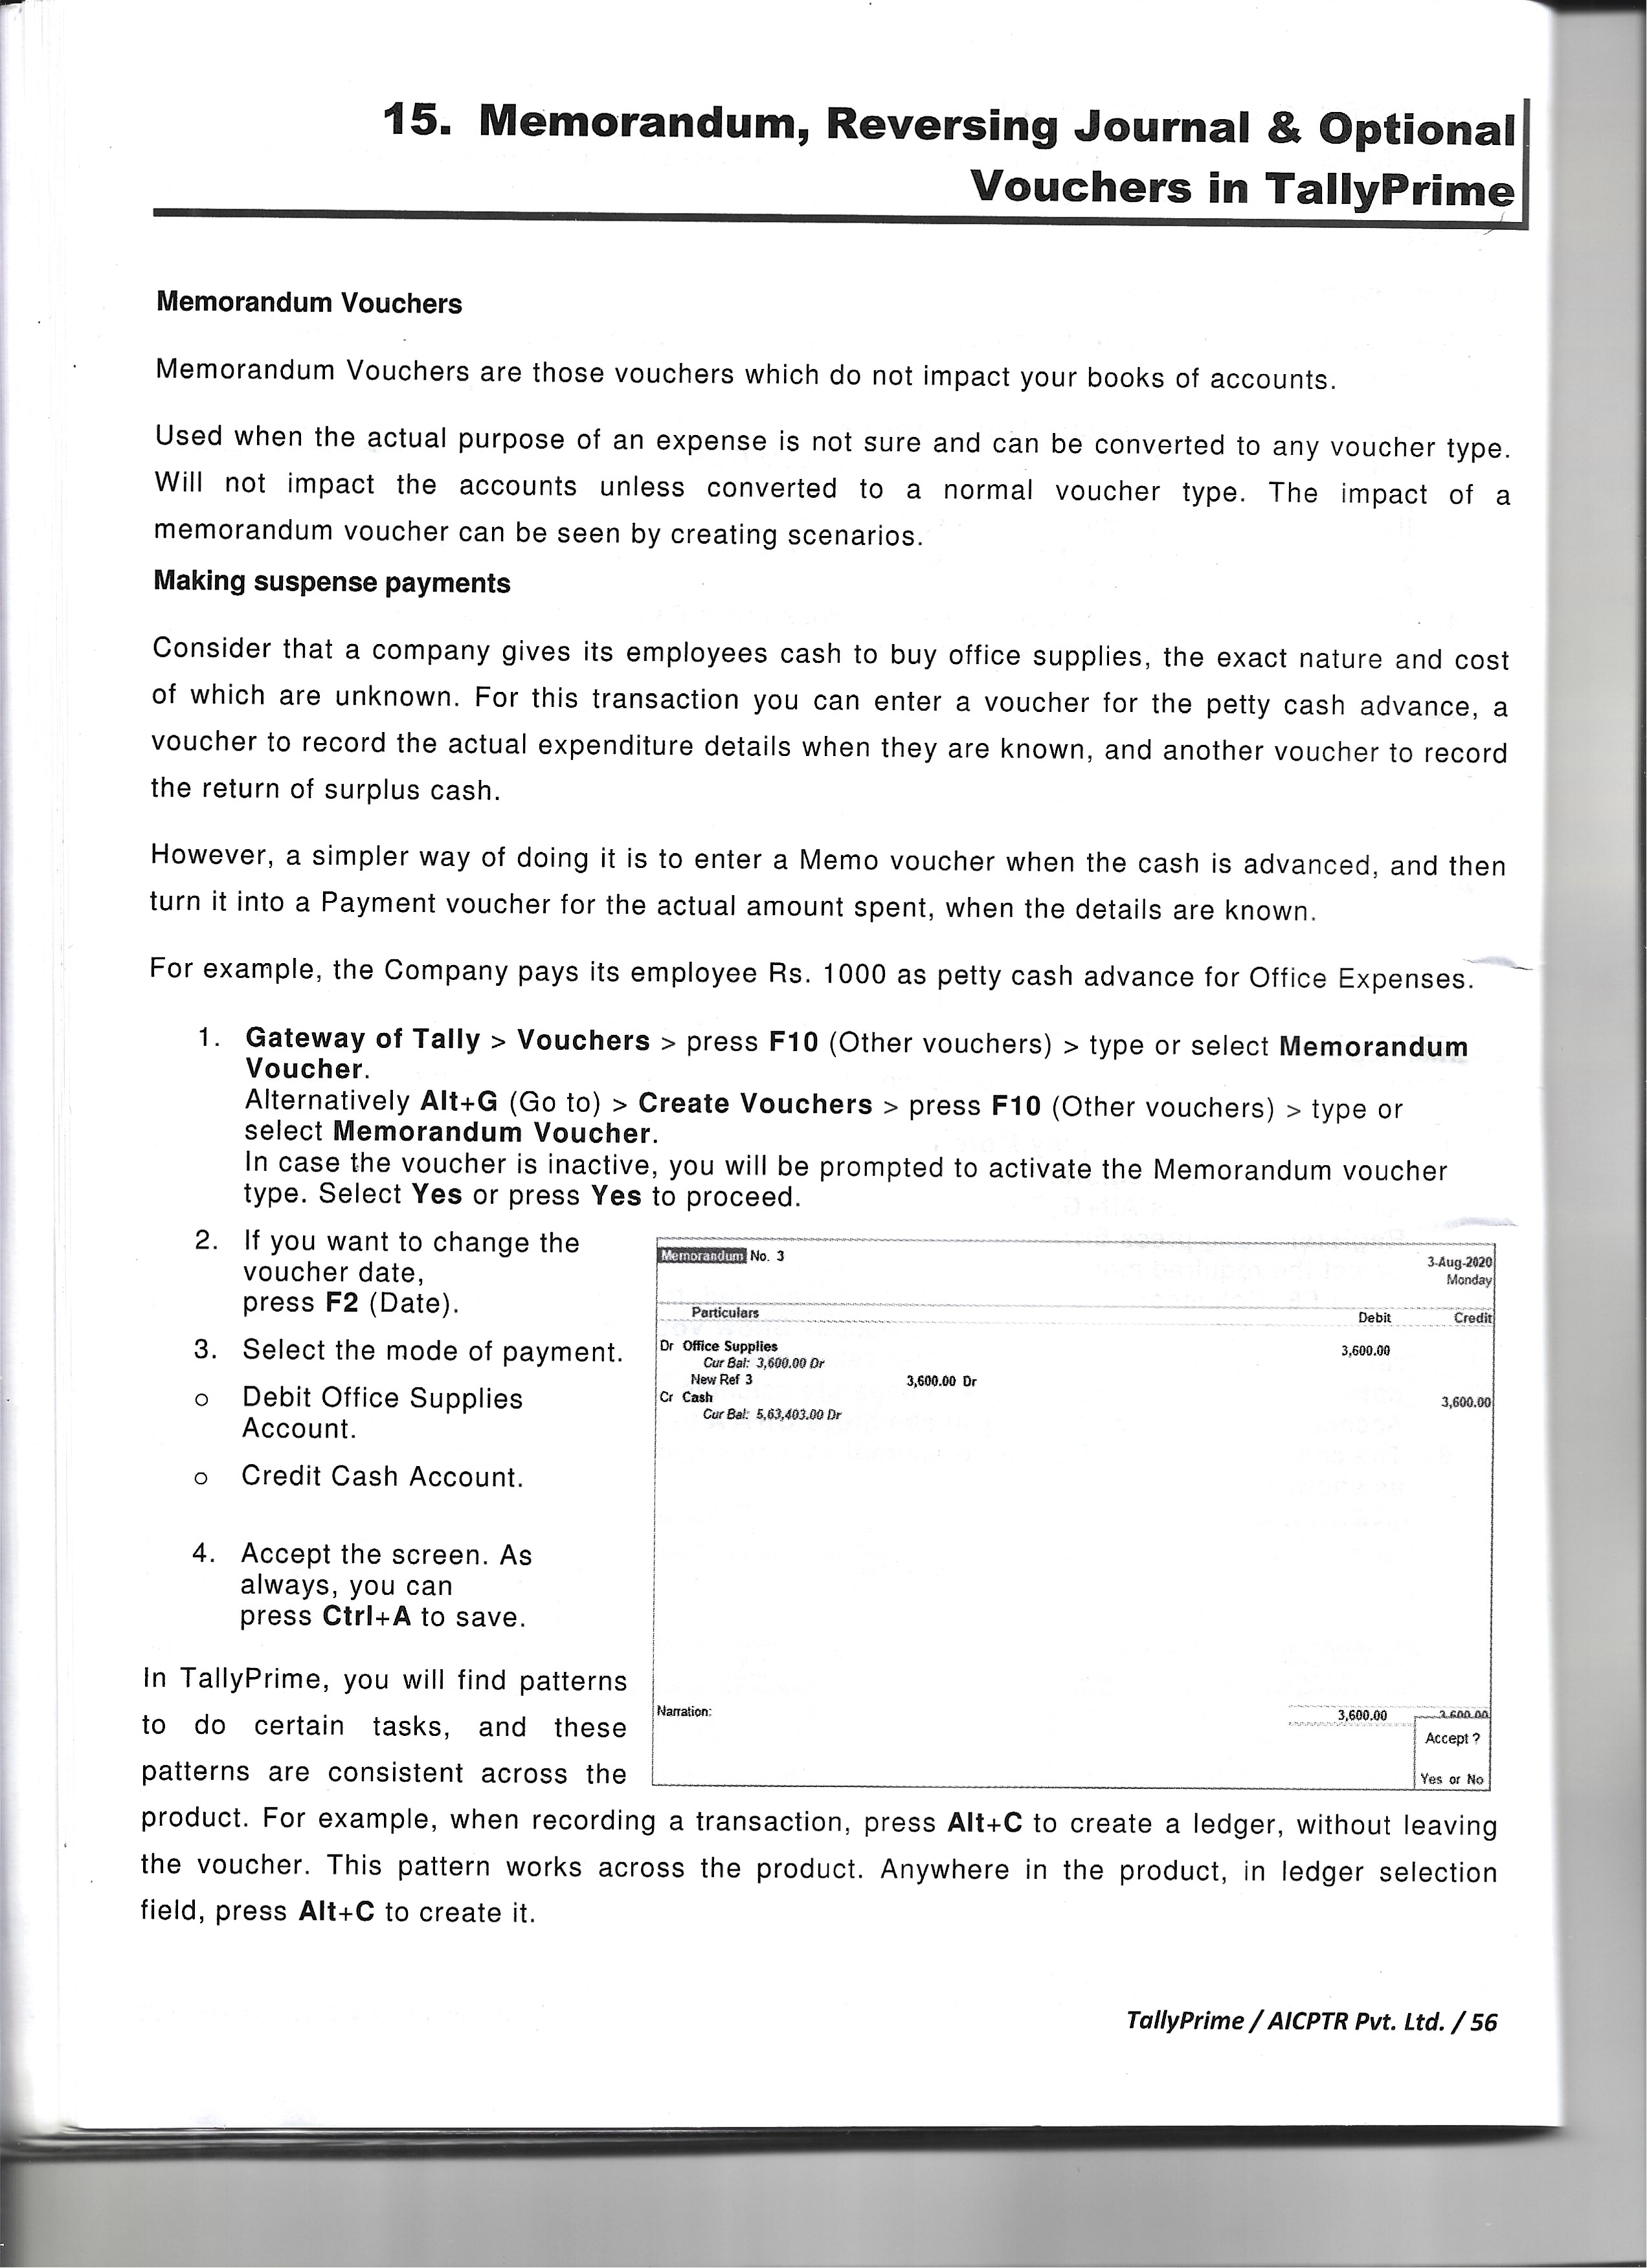 15. Memorandum, Reversing Journal & Optional
Vouchers in TallyPrime
Memorandum Vouchers
Memorandum Vouchers are those vouchers which do not impact your books of accounts.
Used when the actual purpose of an expense is not sure and can be converted to any voucher type.
Will not impact the accounts unless converted to a normal voucher type. The impact of a
memorandum voucher can be seen by creating scenarios.
Making suspense payments
Consider that a company gives its employees cash to buy office supplies, the exact nature and cost
of which are unknown. For this transaction you can enter a voucher for the petty cash advance, a
voucher to record the actual expenditure details when they are known, and another voucher to record
the return of surplus cash.
However, a simpler way of doing it is to enter a Memo voucher when the cash is advanced, and then
turn it into a Payment voucher for the actual amount spent, when the details are known.
For example, the Company pays its employee Rs. 1000 as petty cash advance for Office Expenses.
1. Gateway of Tally > Vouchers > press F10 (Other vouchers) > type or select Memorandum
Voucher.
Alternatively Alt+G (Go to) > Create Vouchers > press F10 (Other vouchers) > type or
select Memorandum Voucher.
In case the voucher is inactive, you will be prompted to activate the Memorandum voucher
type. Select Yes or press Yes to proceed.
2. If you want to change the
voucher date,
press F2 (Date).
3. Select the mode of payment.
o Debit Office Supplies
Account.
o Credit Cash Account.
4. Accept the screen. As
always, you can
press Ctrl+A to save.
Memorandum No. 3
3-Aug-2020
Monday
Particulars Debit Credit
Dr Office Supplies 3,600.00
Cur Bal: 3,600.00 Dr
New Ref 3 3,600.00 Dr
Cr Cash 3,600.00
Cur Bal: 5,63,403.00 Dr
Narration: 3,600.00 3,600.00
Accept ?
Yes or No
In TallyPrime, you will find patterns
to do certain tasks, and these
patterns are consistent across the
product. For example, when recording a transaction, press Alt+C to create a ledger, without leaving
the voucher. This pattern works across the product. Anywhere in the product, in ledger selection
field, press Alt+C to create it.
TallyPrime / AICPTR Pvt. Ltd. / 56